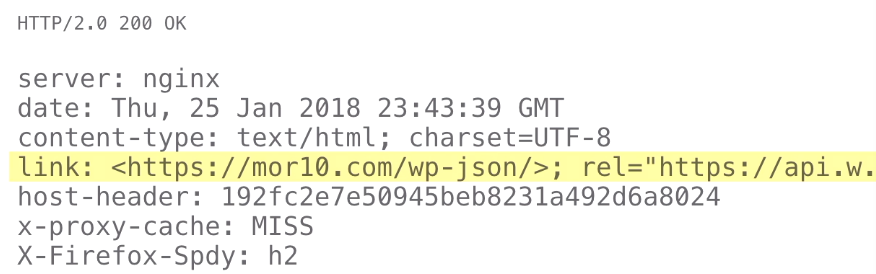 HTTP/2.0 200 OK
server: nginx
date: Thu, 25 Jan 2018 23:43:39 GMT
content-type: text/html; charset=UTF-8
link: <https://mor10.com/wp-json/>; rel="https://api.w.
host-header: 192fc2e7e50945beb8231a492d6a8024
x-proxy-cache: MISS
X-Firefox-Spdy: h2